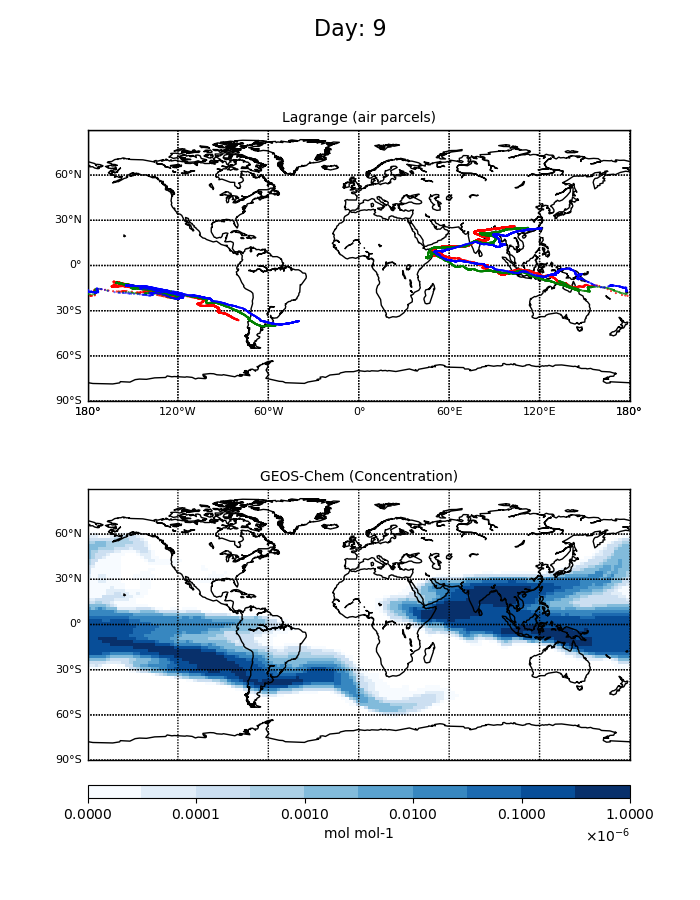 Day: 9
Lagrange (air parcels)
60°N
30°N
0°
30°S
60°S
90°S
180° 120°W 60°W 0° 60°E 120°E 180°
GEOS-Chem (Concentration)
60°N
30°N
0°
30°S
60°S
90°S
0.0000 0.0001 0.0010 0.0100 0.1000 1.0000
mol mol-1 ×10⁻⁶